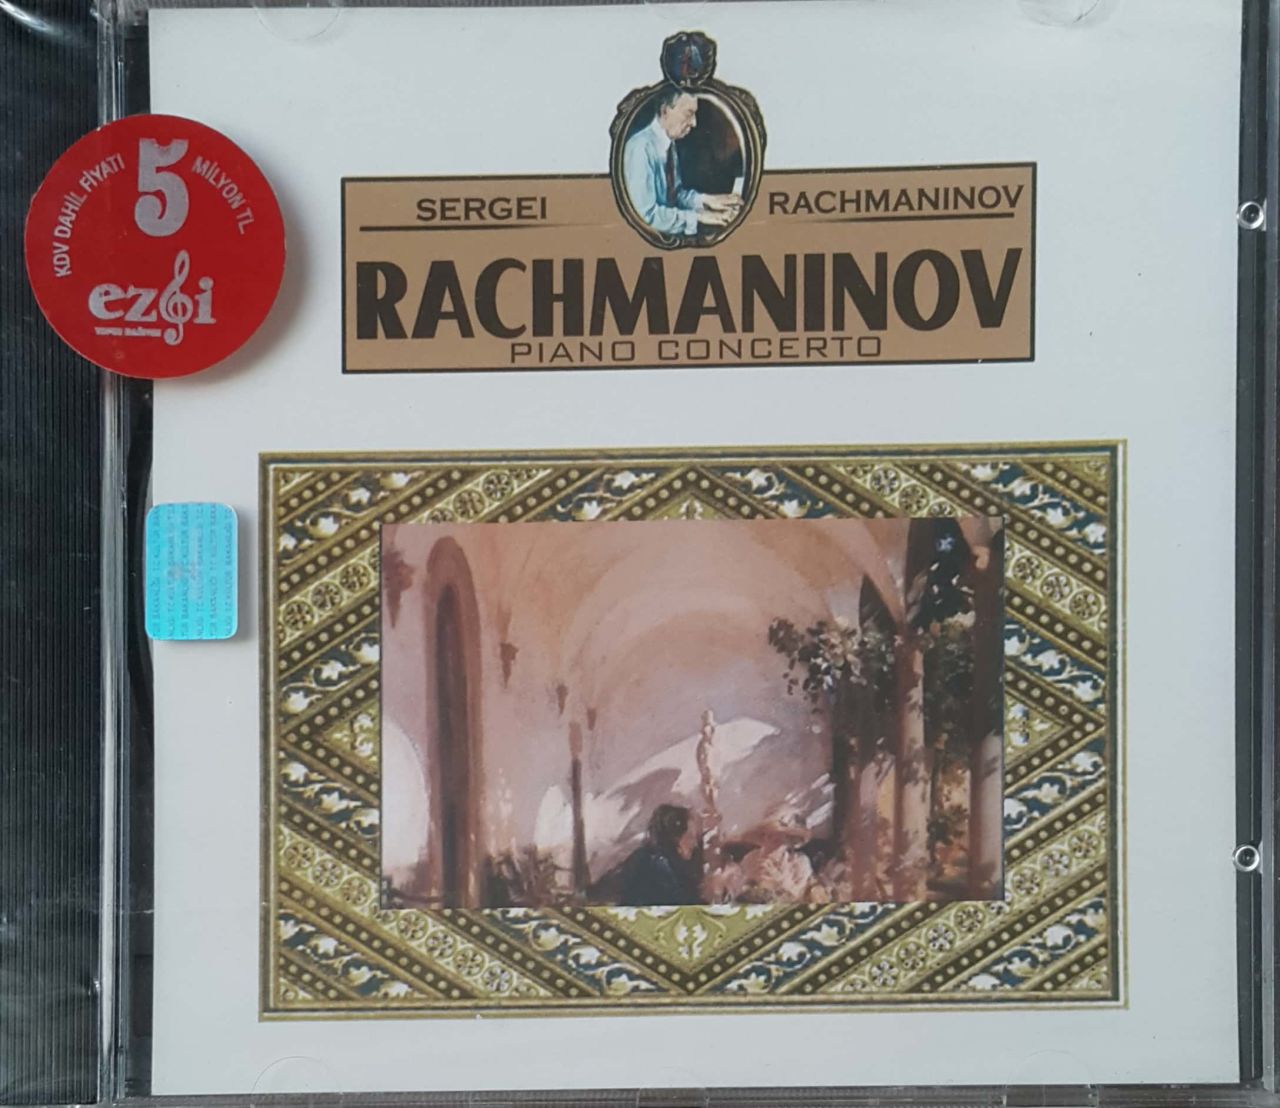 SERGEI RACHMANINOV
RACHMANINOV
PIANO CONCERTO
KDV DAHİL FİYATI
5
MİLYON TL
ezgi